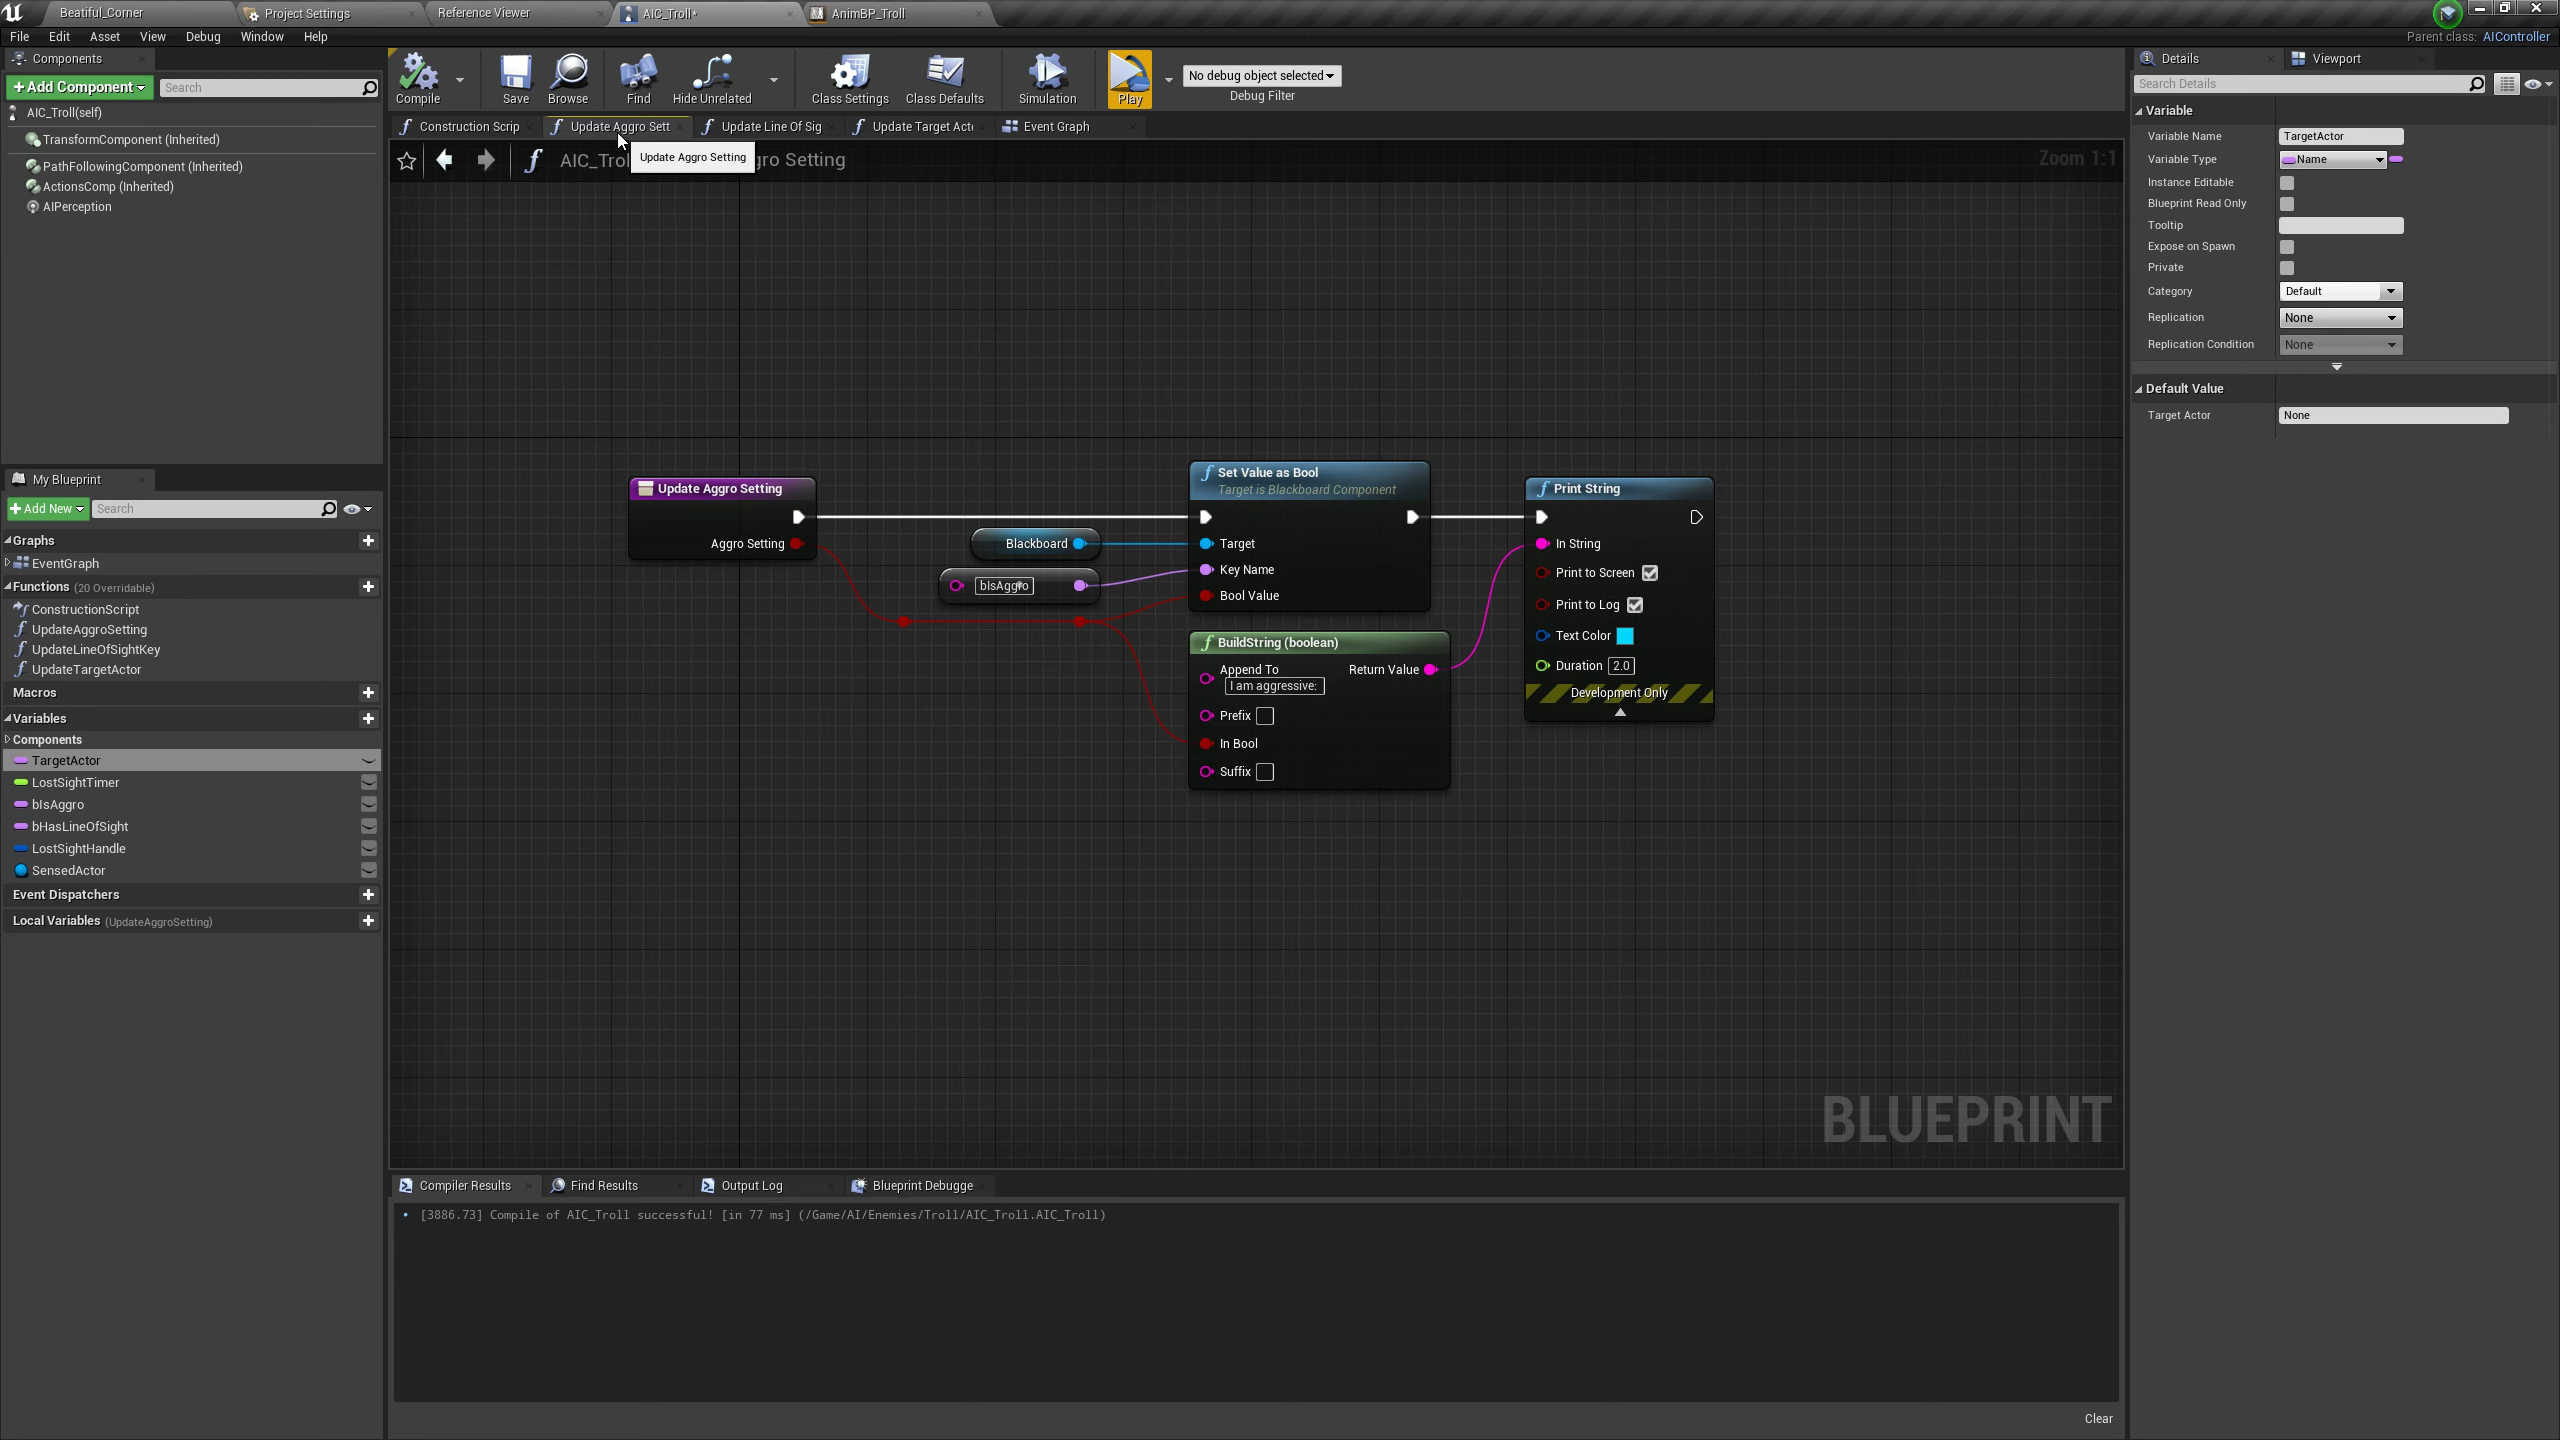 Beatiful_Corner
Project Settings
Reference Viewer
AIC_Troll*
AnimBP_Troll
File Edit Asset View Debug Window Help
Parent class: AIController
Components
+Add Component
Search
AIC_Troll(self)
TransformComponent (Inherited)
PathFollowingComponent (Inherited)
ActionsComp (Inherited)
AIPerception
Compile
Save
Browse
Find
Hide Unrelated
Class Settings
Class Defaults
Simulation
Play
No debug object selected
Debug Filter
Construction Scrip
Update Aggro Sett
Update Line Of Sig
Update Target Act
Event Graph
AIC_Trol
gro Setting
Update Aggro Setting
Zoom 1:1
My Blueprint
+Add New
Search
Graphs
EventGraph
Functions (20 Overridable)
ConstructionScript
UpdateAggroSetting
UpdateLineOfSightKey
UpdateTargetActor
Macros
Variables
Components
TargetActor
LostSightTimer
bIsAggro
bHasLineOfSight
LostSightHandle
SensedActor
Event Dispatchers
Local Variables (UpdateAggroSetting)
Update Aggro Setting
Aggro Setting
Blackboard
bIsAggro
Set Value as Bool
Target is Blackboard Component
Target
Key Name
Bool Value
BuildString (boolean)
Append To
I am aggressive:
Return Value
Prefix
In Bool
Suffix
Print String
In String
Print to Screen
Print to Log
Text Color
Duration 2.0
Development Only
BLUEPRINT
Compiler Results
Find Results
Output Log
Blueprint Debugge
[3886.73] Compile of AIC_Troll successful! [in 77 ms] (/Game/AI/Enemies/Troll/AIC_Troll.AIC_Troll)
Clear
Details
Viewport
Search Details
Variable
Variable Name TargetActor
Variable Type Name
Instance Editable
Blueprint Read Only
Tooltip
Expose on Spawn
Private
Category Default
Replication None
Replication Condition None
Default Value
Target Actor None